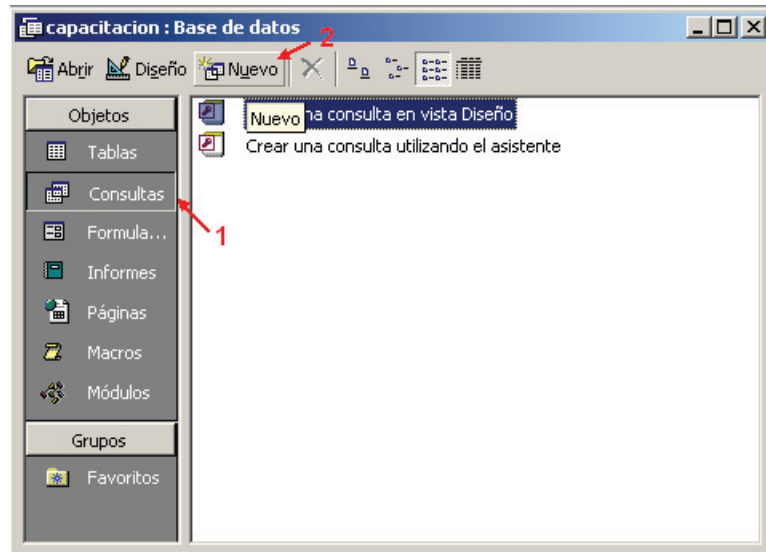 capacitacion : Base de datos
2
Abrir Diseño Nuevo
Objetos
Nuevo na consulta en vista Diseño
Crear una consulta utilizando el asistente
Tablas
Consultas
1
Formula...
Informes
Páginas
Macros
Módulos
Grupos
Favoritos